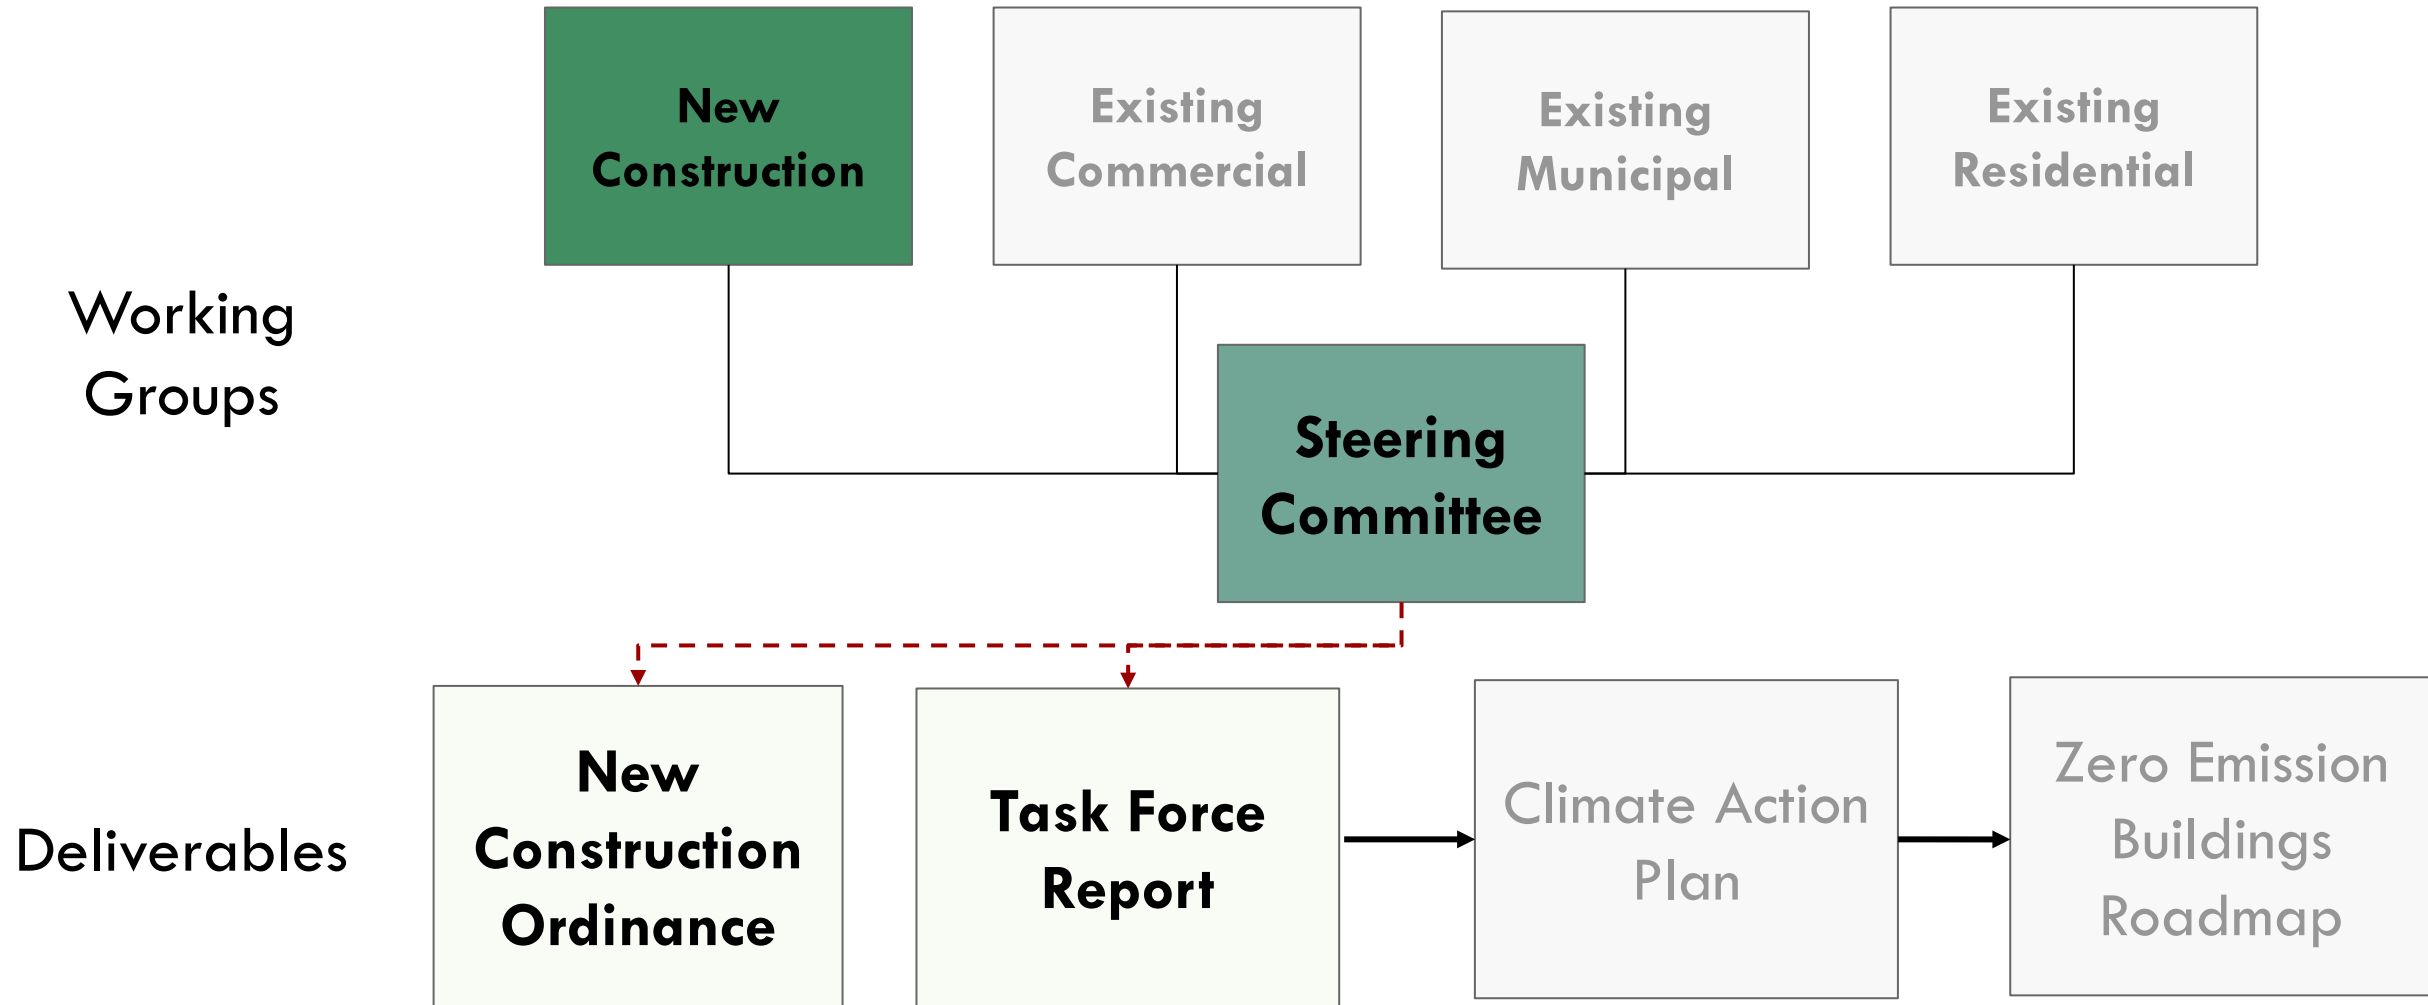 New
Construction
Existing
Commercial
Existing
Municipal
Existing
Residential
Working
Groups
Steering
Committee
Deliverables
New
Construction
Ordinance
Task Force
Report
Climate Action
Plan
Zero Emission
Buildings
Roadmap